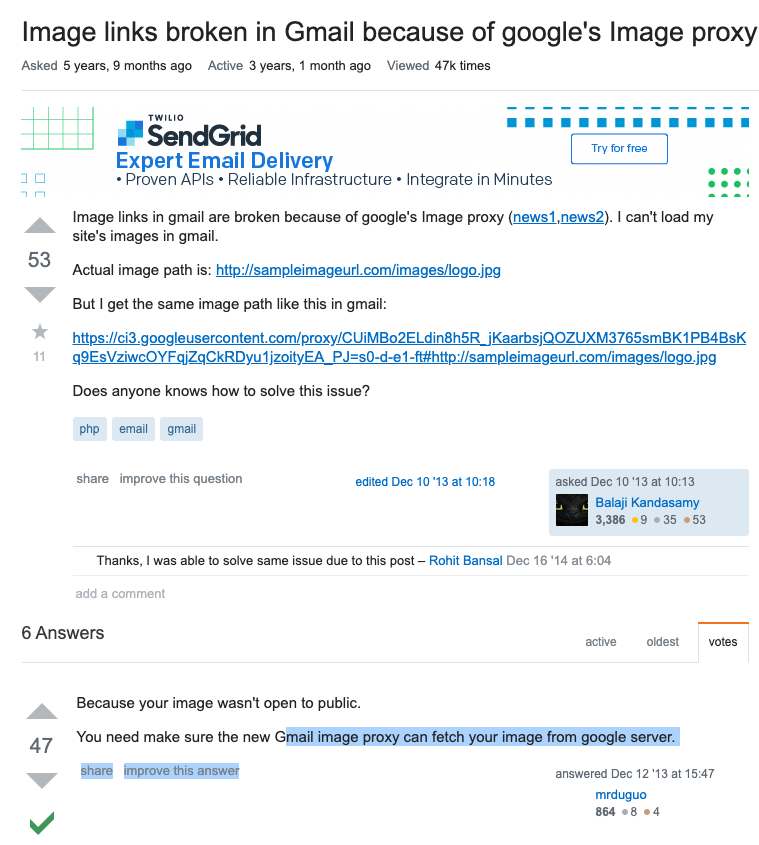 Image links broken in Gmail because of google's Image proxy
Asked 5 years, 9 months ago Active 3 years, 1 month ago Viewed 47k times
TWILIO
SendGrid
Expert Email Delivery
• Proven APIs • Reliable Infrastructure • Integrate in Minutes
Try for free
Image links in gmail are broken because of google's Image proxy (news1,news2). I can't load my
site's images in gmail.
53
Actual image path is: http://sampleimageurl.com/images/logo.jpg
But I get the same image path like this in gmail:
11
https://ci3.googleusercontent.com/proxy/CUiMBo2ELdin8h5R_jKaarbsjQOZUXM3765smBK1PB4BsK
q9EsVziwcOYFqjZqCkRDyu1jzoityEA_PJ=s0-d-e1-ft#http://sampleimageurl.com/images/logo.jpg
Does anyone knows how to solve this issue?
php email gmail
share improve this question
edited Dec 10 '13 at 10:18
asked Dec 10 '13 at 10:13
Balaji Kandasamy
3,386 ●9 ●35 ●53
Thanks, I was able to solve same issue due to this post – Rohit Bansal Dec 16 '14 at 6:04
add a comment
6 Answers
active oldest votes
Because your image wasn't open to public.
47
You need make sure the new Gmail image proxy can fetch your image from google server.
share improve this answer
answered Dec 12 '13 at 15:47
mrduguo
864 ●8 ●4